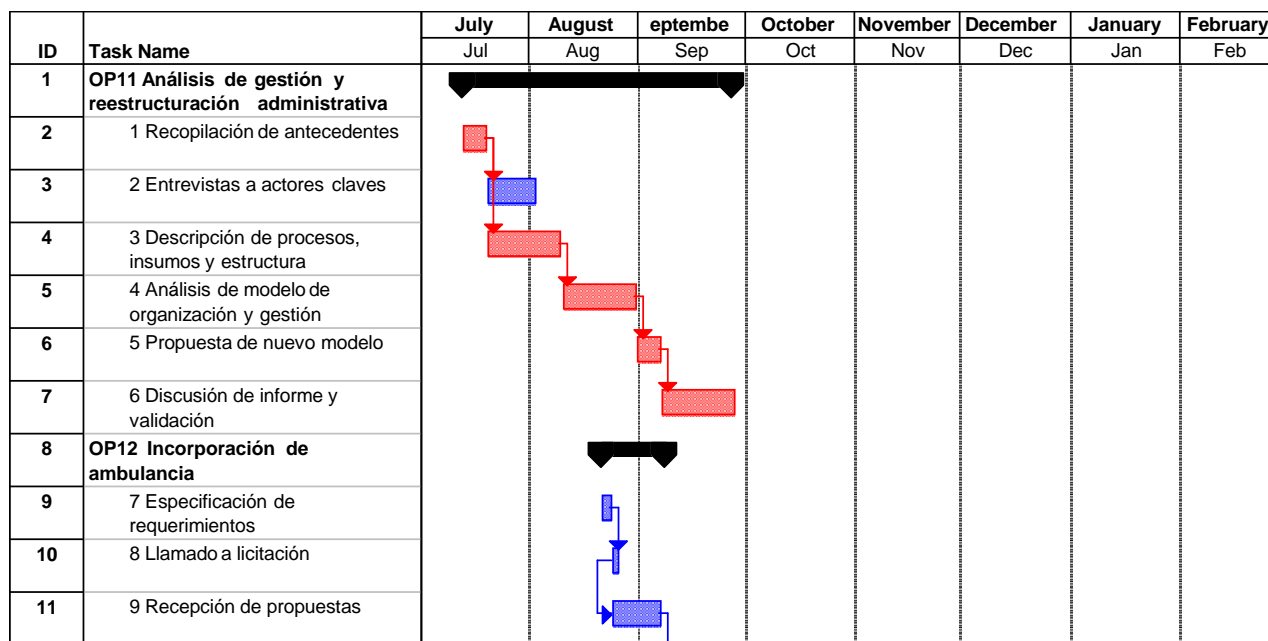 July August eptembe October November December January February
ID Task Name Jul Aug Sep Oct Nov Dec Jan Feb
1 OP11 Análisis de gestión y
reestructuración administrativa
2 1 Recopilación de antecedentes
3 2 Entrevistas a actores claves
4 3 Descripción de procesos,
insumos y estructura
5 4 Análisis de modelo de
organización y gestión
6 5 Propuesta de nuevo modelo
7 6 Discusión de informe y
validación
8 OP12 Incorporación de
ambulancia
9 7 Especificación de
requerimientos
10 8 Llamado a licitación
11 9 Recepción de propuestas